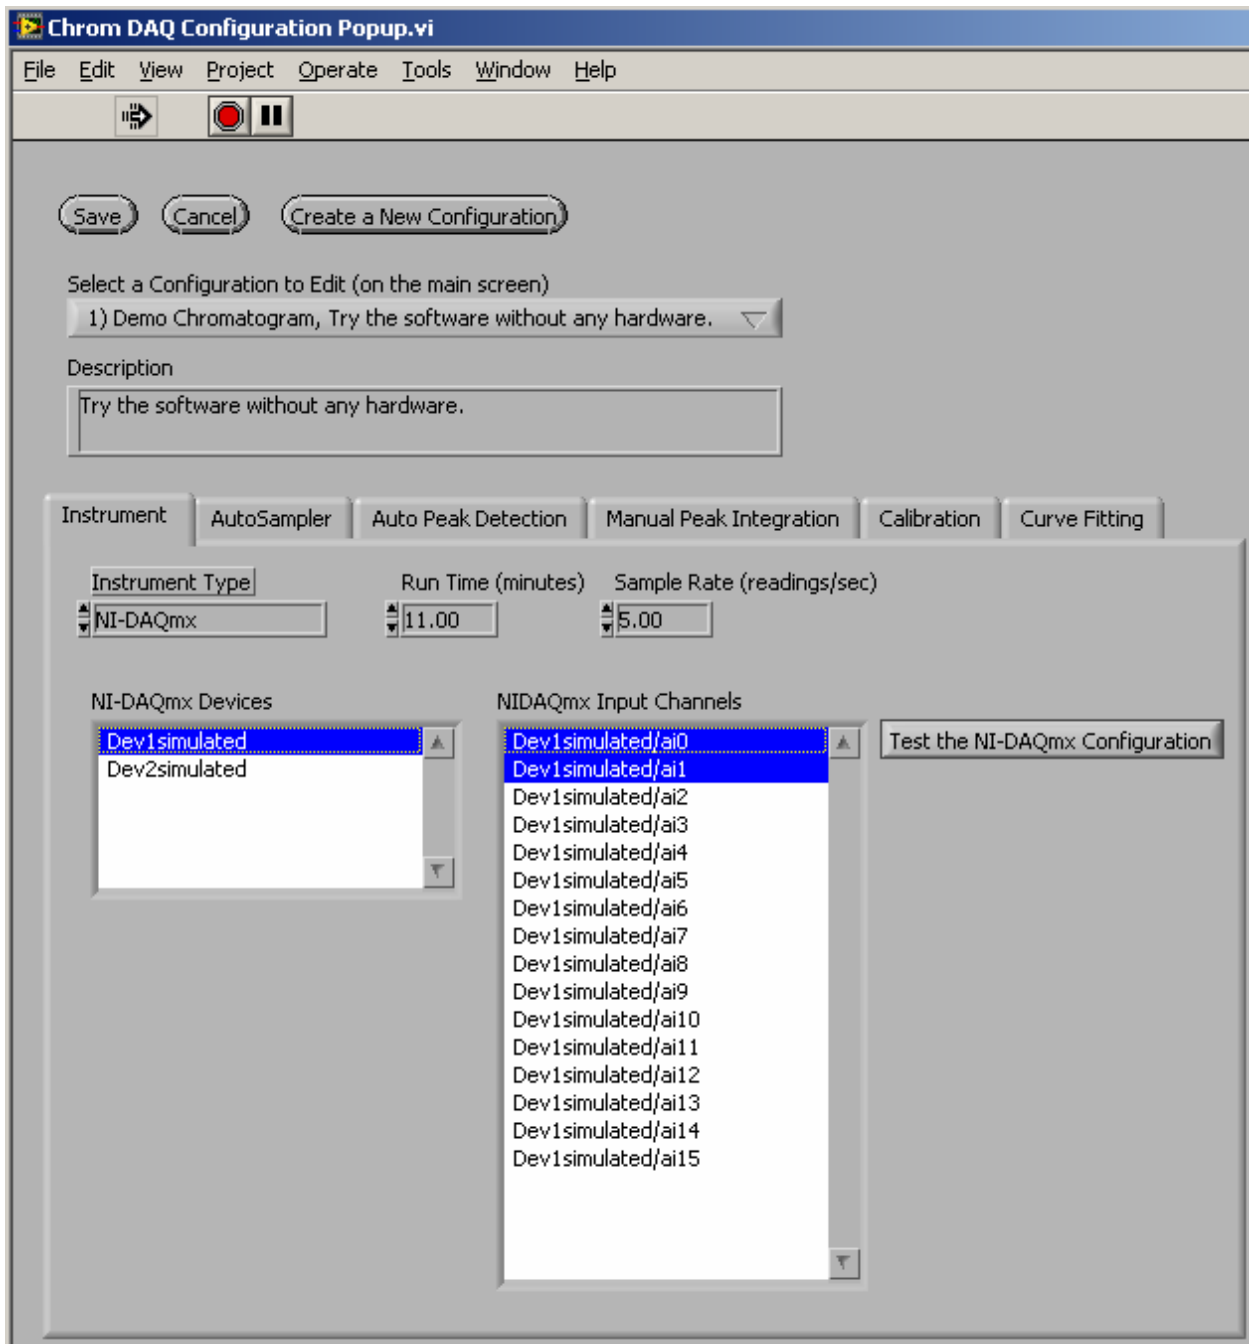 Chrom DAQ Configuration Popup.vi
File Edit View Project Operate Tools Window Help
Save Cancel Create a New Configuration
Select a Configuration to Edit (on the main screen)
1) Demo Chromatogram, Try the software without any hardware.
Description
Try the software without any hardware.
Instrument AutoSampler Auto Peak Detection Manual Peak Integration Calibration Curve Fitting
Instrument Type Run Time (minutes) Sample Rate (readings/sec)
NI-DAQmx 11.00 5.00
NI-DAQmx Devices NIDAQmx Input Channels
Dev1simulated Dev1simulated/ai0 Test the NI-DAQmx Configuration
Dev2simulated Dev1simulated/ai1
Dev1simulated/ai2
Dev1simulated/ai3
Dev1simulated/ai4
Dev1simulated/ai5
Dev1simulated/ai6
Dev1simulated/ai7
Dev1simulated/ai8
Dev1simulated/ai9
Dev1simulated/ai10
Dev1simulated/ai11
Dev1simulated/ai12
Dev1simulated/ai13
Dev1simulated/ai14
Dev1simulated/ai15